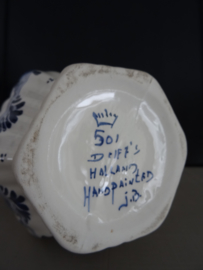 501
DELFT'S
HOLLAND
HANDPAINTED
j.d